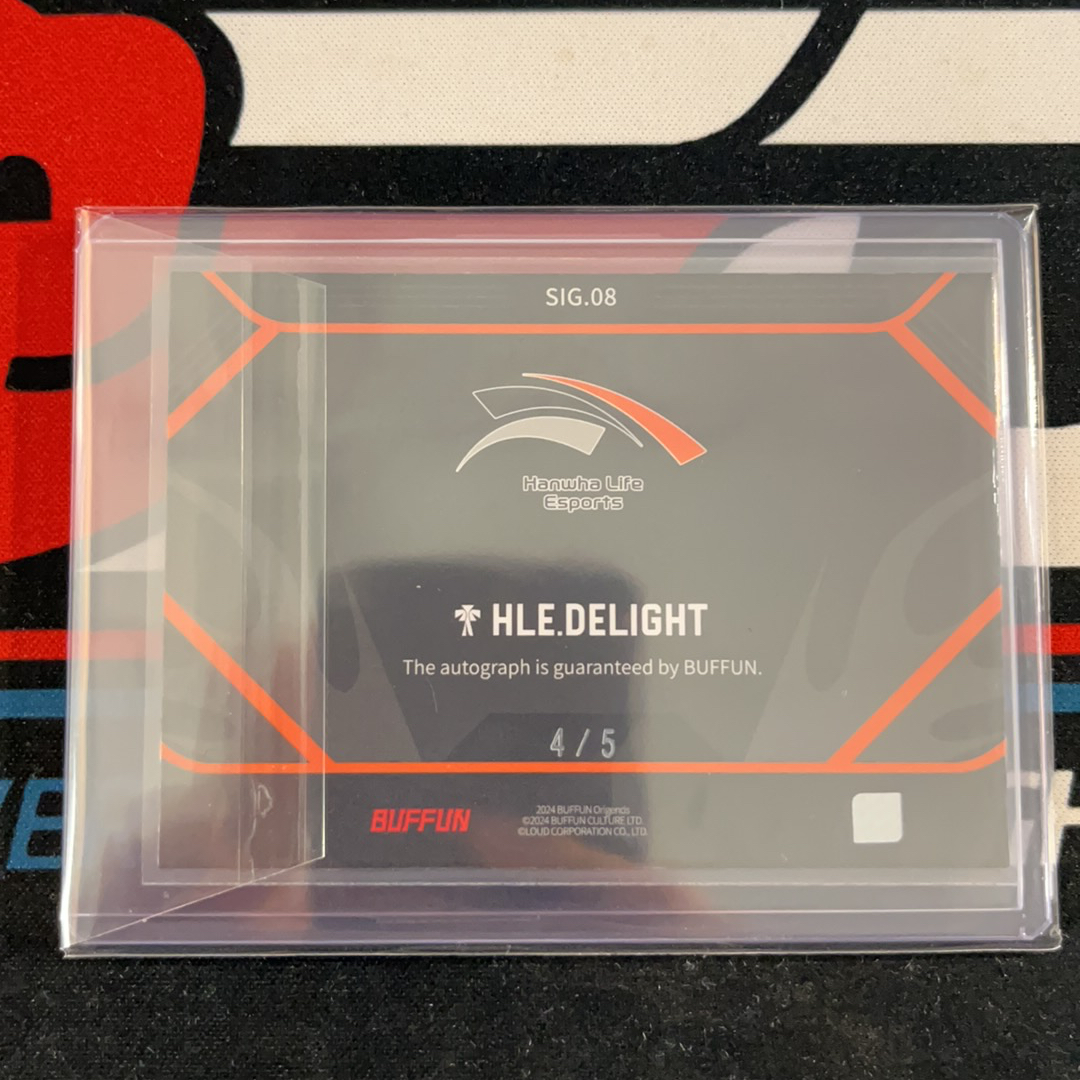 SIG.08
Hanwha Life
Esports
HLE.DELIGHT
The autograph is guaranteed by BUFFUN.
4 / 5
BUFFUN
2024 BUFFUN Origends
©2024 BUFFUN CULTURE LTD.
©LOUD CORPORATION CO., LTD.